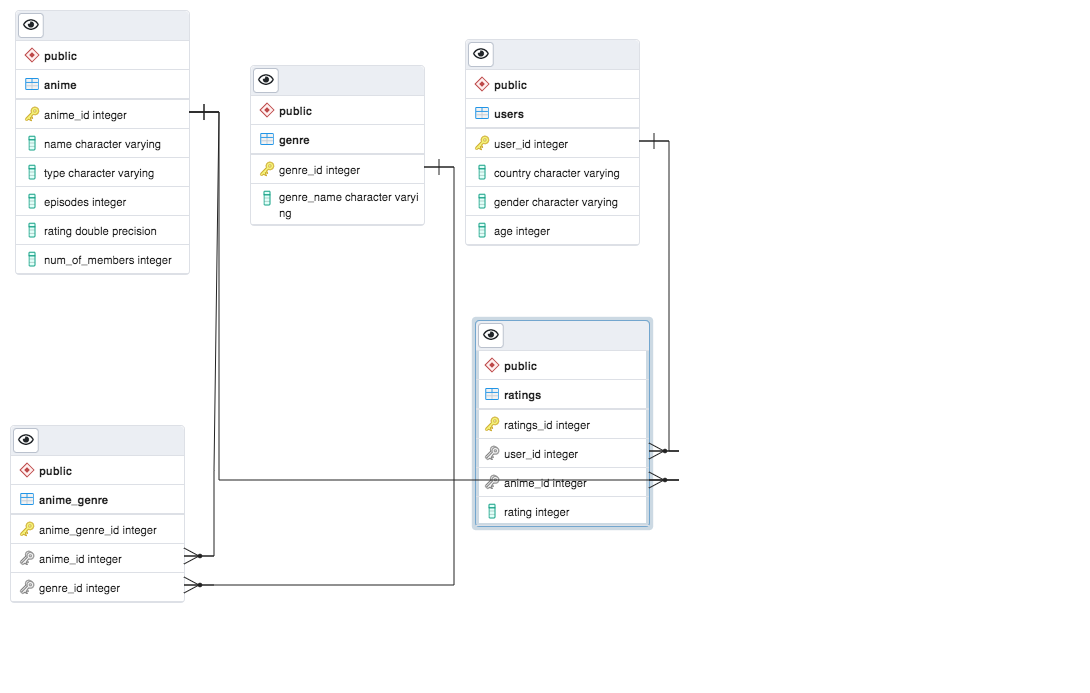 public
anime
anime_id integer
name character varying
type character varying
episodes integer
rating double precision
num_of_members integer
public
genre
genre_id integer
genre_name character varyi
ng
public
users
user_id integer
country character varying
gender character varying
age integer
public
ratings
ratings_id integer
user_id integer
anime_id integer
rating integer
public
anime_genre
anime_genre_id integer
anime_id integer
genre_id integer